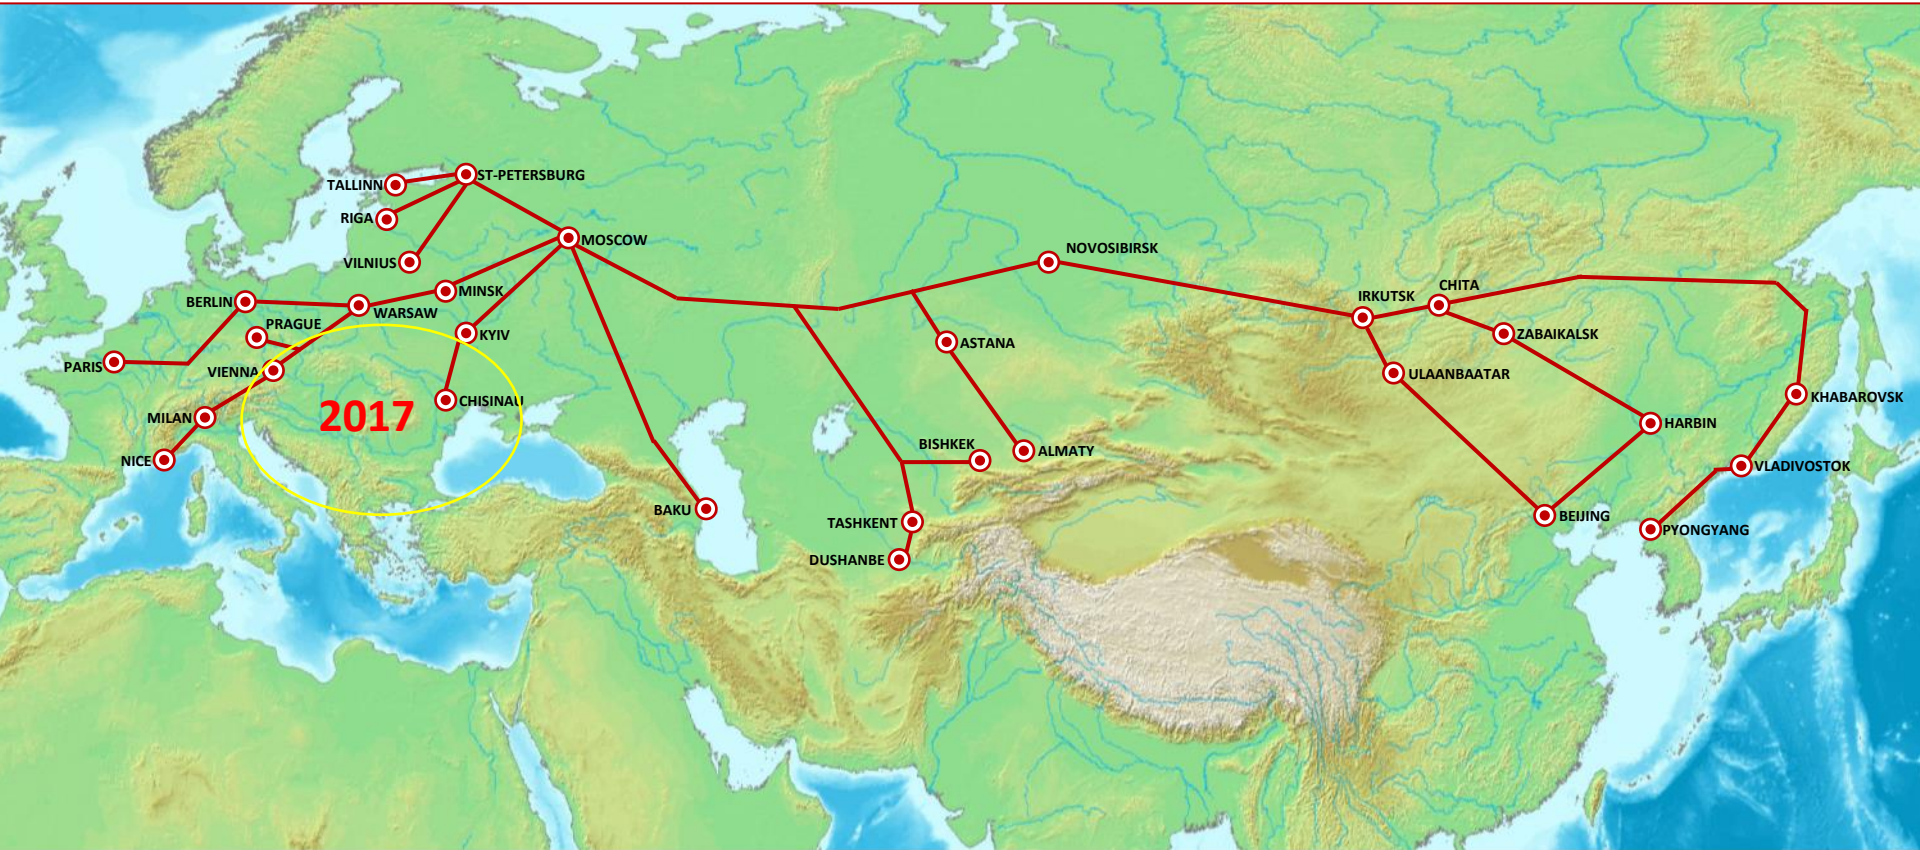 ST-PETERSBURG
TALLINN
RIGA
MOSCOW
NOVOSIBIRSK
VILNIUS
CHITA
MINSK
IRKUTSK
BERLIN
WARSAW
PRAGUE
KYIV
ZABAIKALSK
ASTANA
PARIS
VIENNA
ULAANBAATAR
KHABAROVSK
CHISINAU
2017
MILAN
HARBIN
BISHKEK
ALMATY
NICE
VLADIVOSTOK
BAKU
BEIJING
TASHKENT
PYONGYANG
DUSHANBE